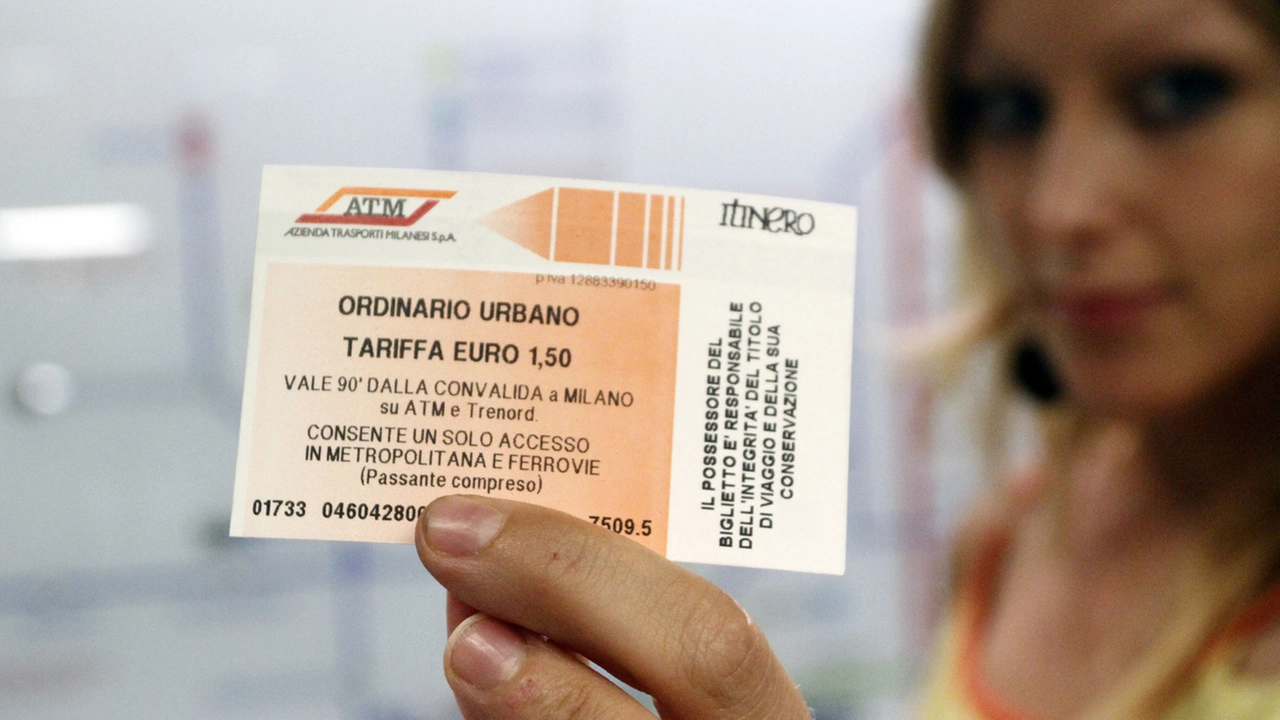 ATM
AZIENDA TRASPORTI MILANESI S.p.A.
ITINERO
p iva 12883390150
ORDINARIO URBANO
TARIFFA EURO 1,50
VALE 90' DALLA CONVALIDA a MILANO
su ATM e Trenord.
CONSENTE UN SOLO ACCESSO
IN METROPOLITANA E FERROVIE
(Passante compreso)
01733 046042800 7509.5
IL POSSESSORE DEL
BIGLIETTO E' RESPONSABILE
DELL'INTEGRITA' DEL TITOLO
DI VIAGGIO E DELLA SUA
CONSERVAZIONE